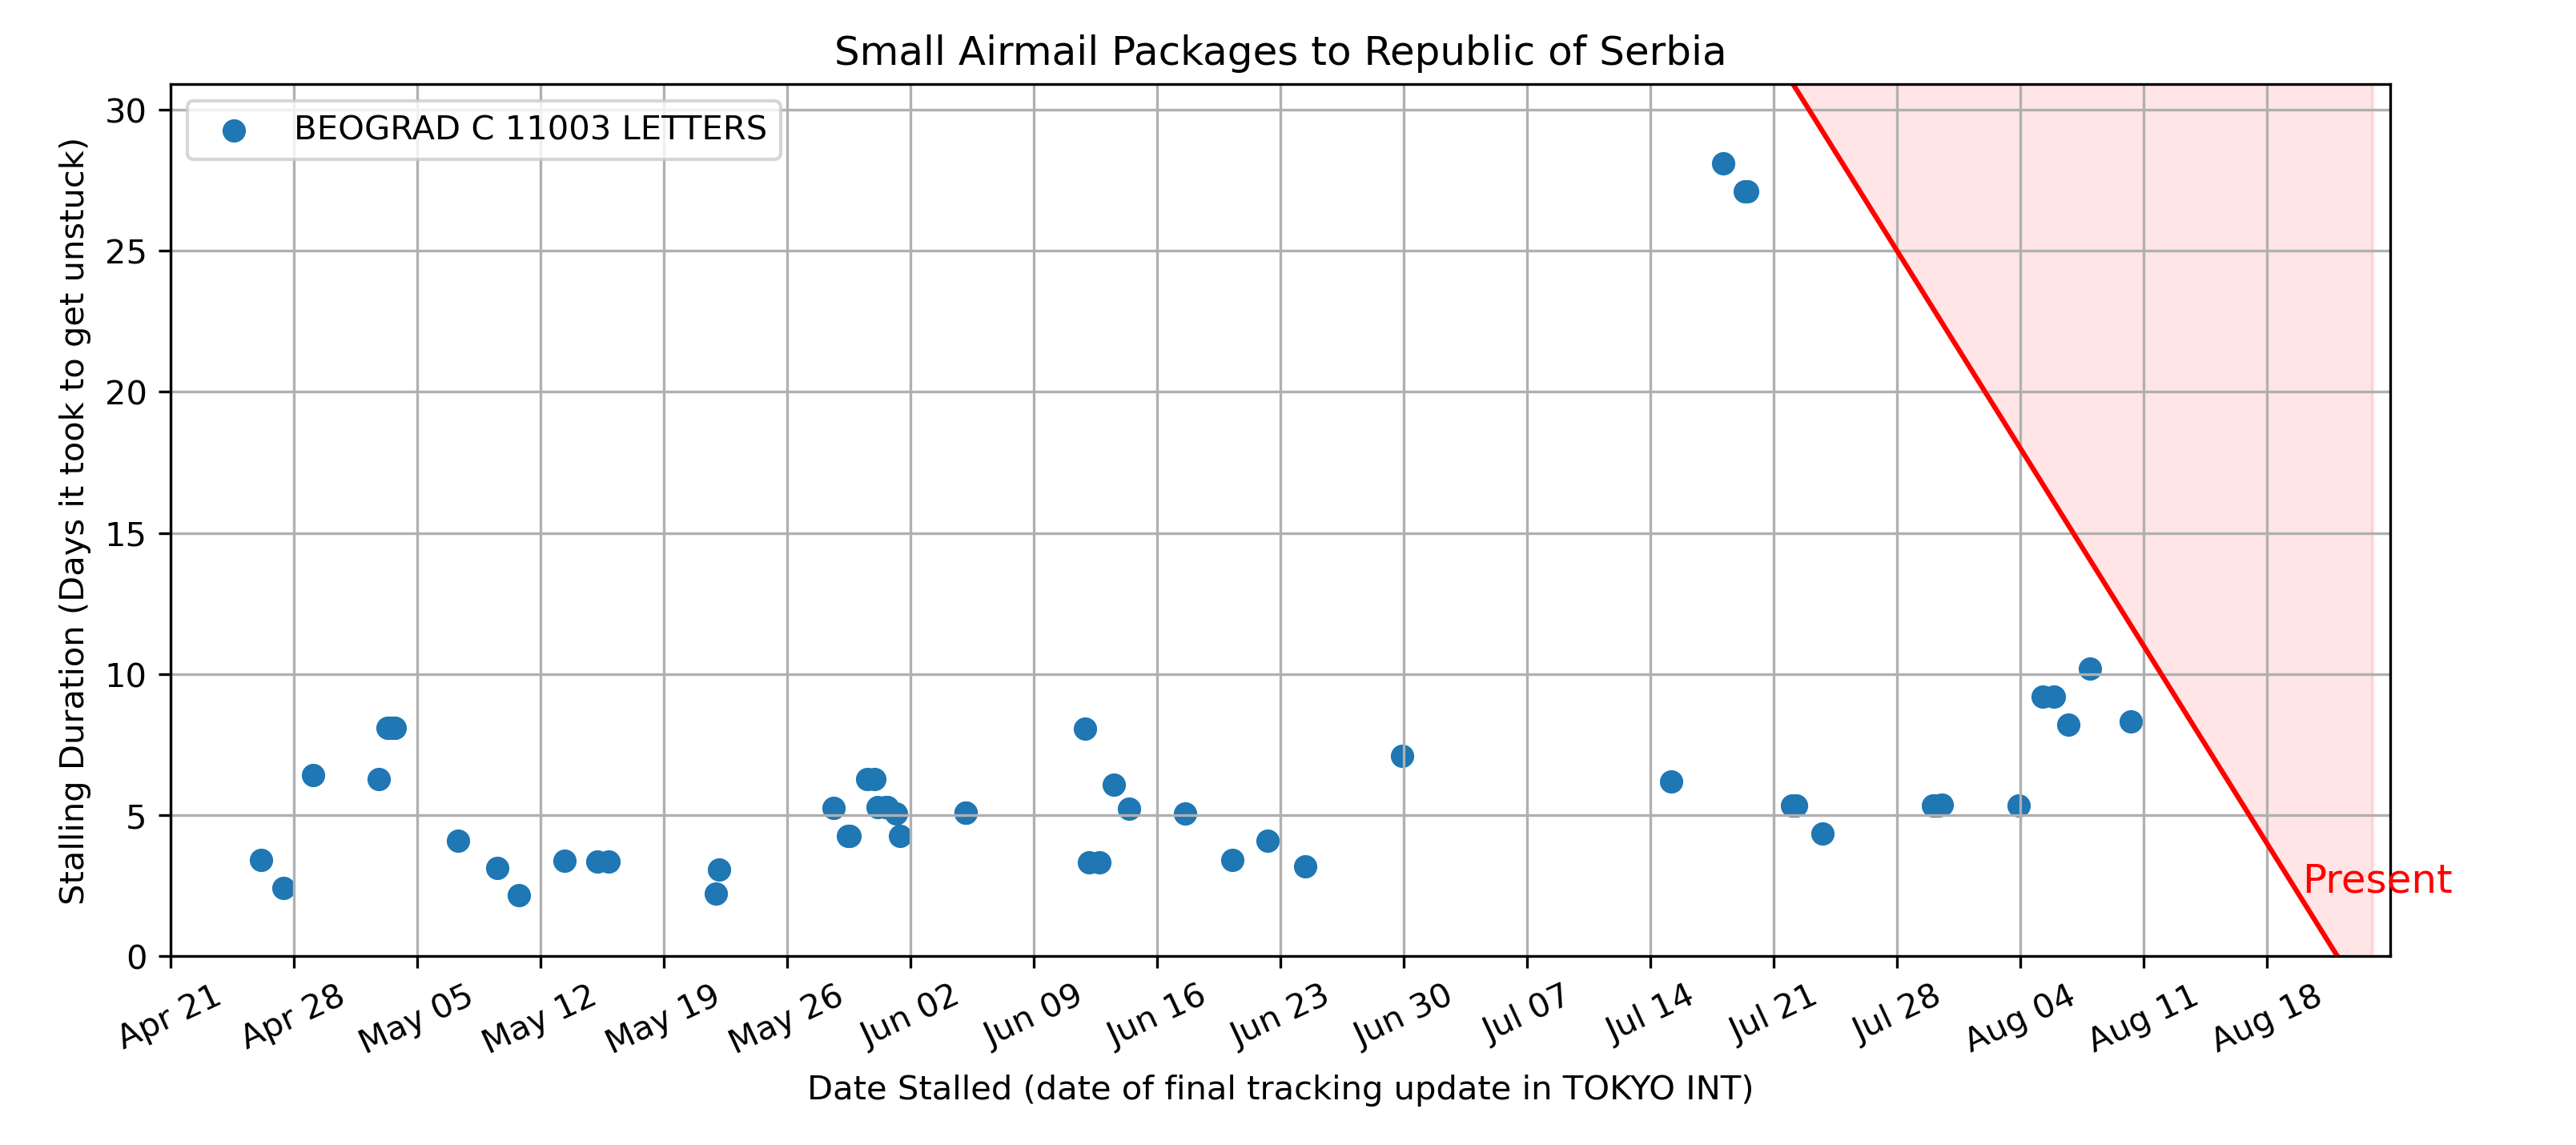 Small Airmail Packages to Republic of Serbia
BEOGRAD C 11003 LETTERS
Stalling Duration (Days it took to get unstuck)
30
25
20
15
10
5
0
Present
Apr 21
Apr 28
May 05
May 12
May 19
May 26
Jun 02
Jun 09
Jun 16
Jun 23
Jun 30
Jul 07
Jul 14
Jul 21
Jul 28
Aug 04
Aug 11
Aug 18
Date Stalled (date of final tracking update in TOKYO INT)